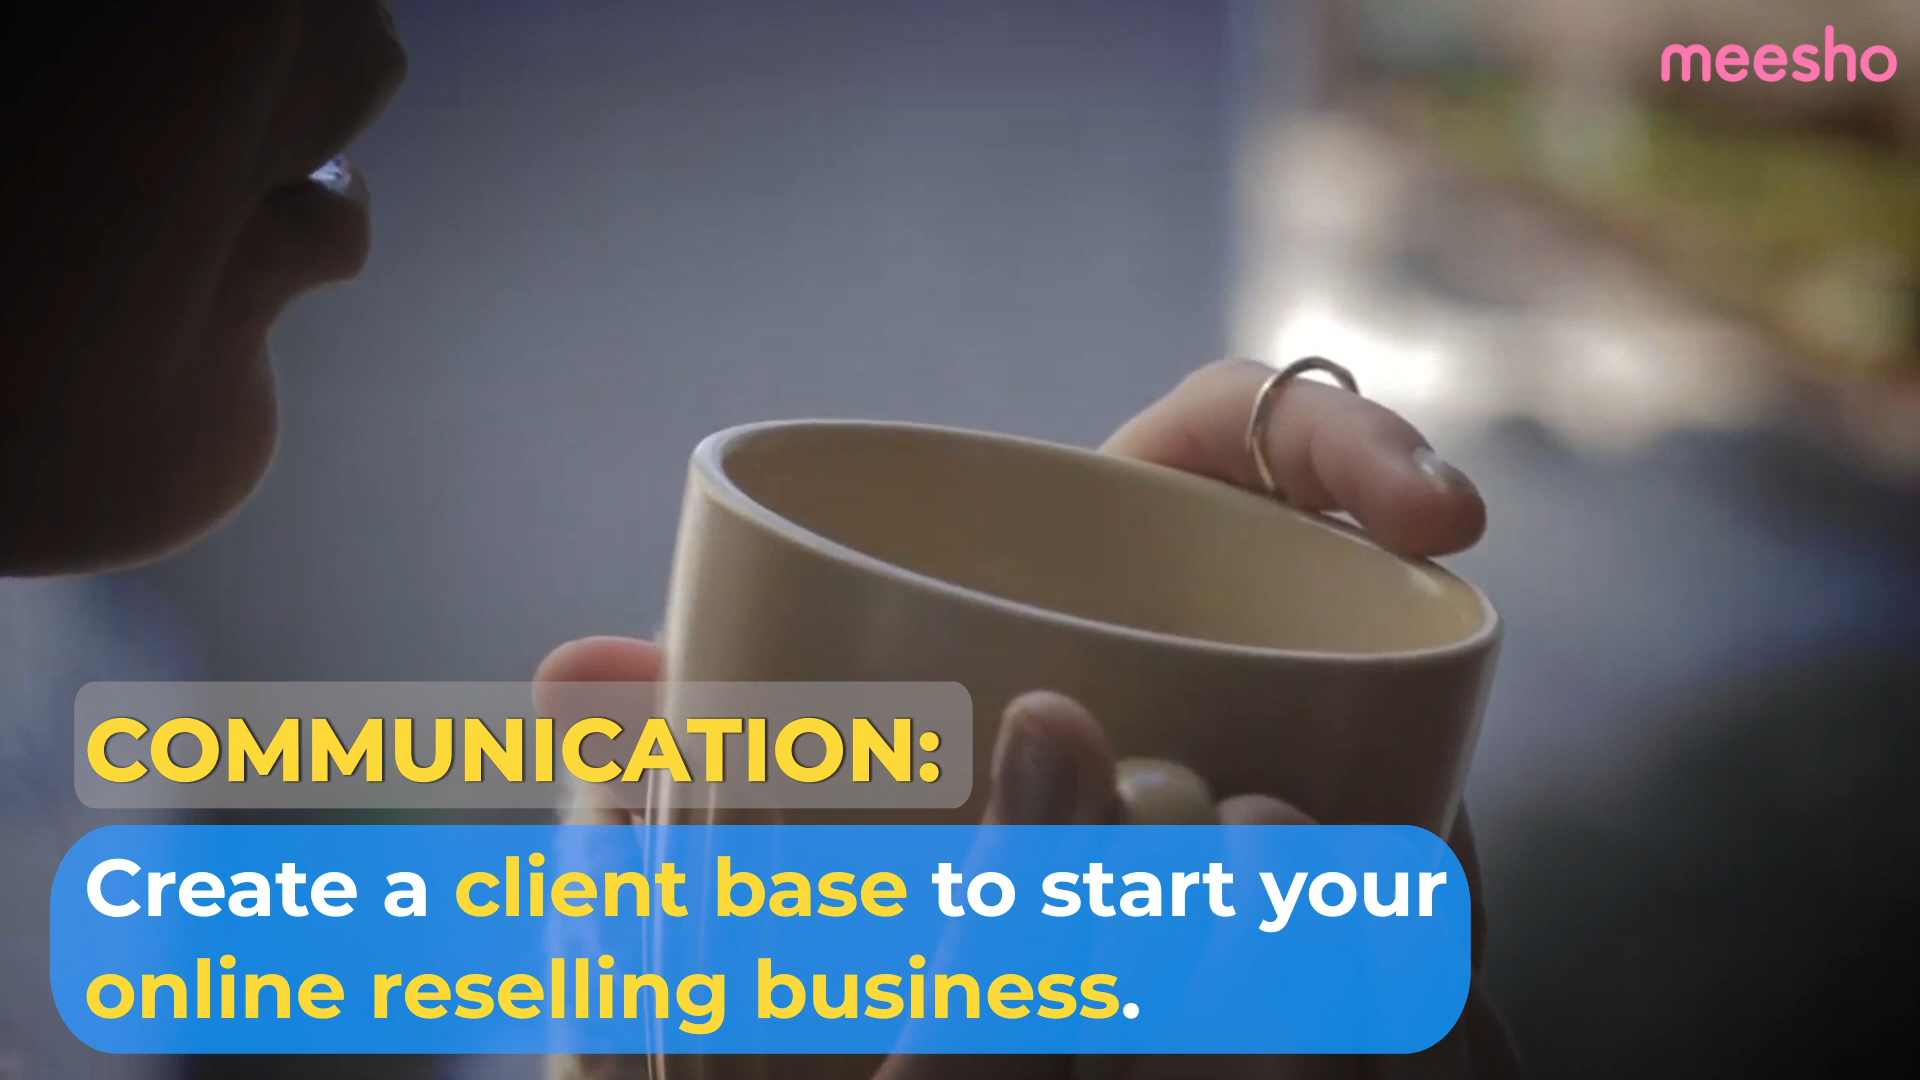 meesho
COMMUNICATION:
Create a client base to start your
online reselling business.